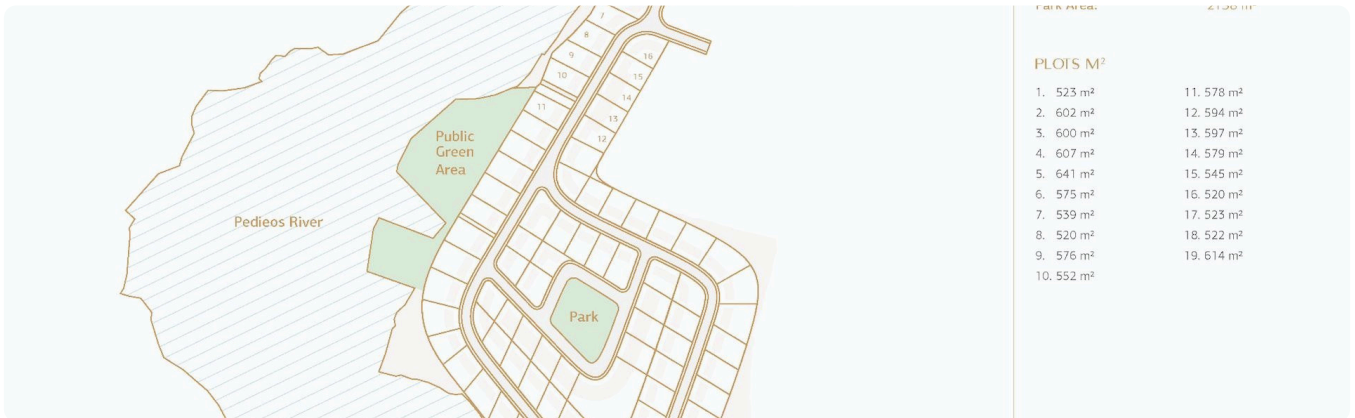 7
8
9
10
11
16
15
14
13
12
Public
Green
Area
Pedieos River
Park
Park Area:
PLOTS M²
1. 523 m²
2. 602 m²
3. 600 m²
4. 607 m²
5. 641 m²
6. 575 m²
7. 539 m²
8. 520 m²
9. 576 m²
10. 552 m²
11. 578 m²
12. 594 m²
13. 597 m²
14. 579 m²
15. 545 m²
16. 520 m²
17. 523 m²
18. 522 m²
19. 614 m²